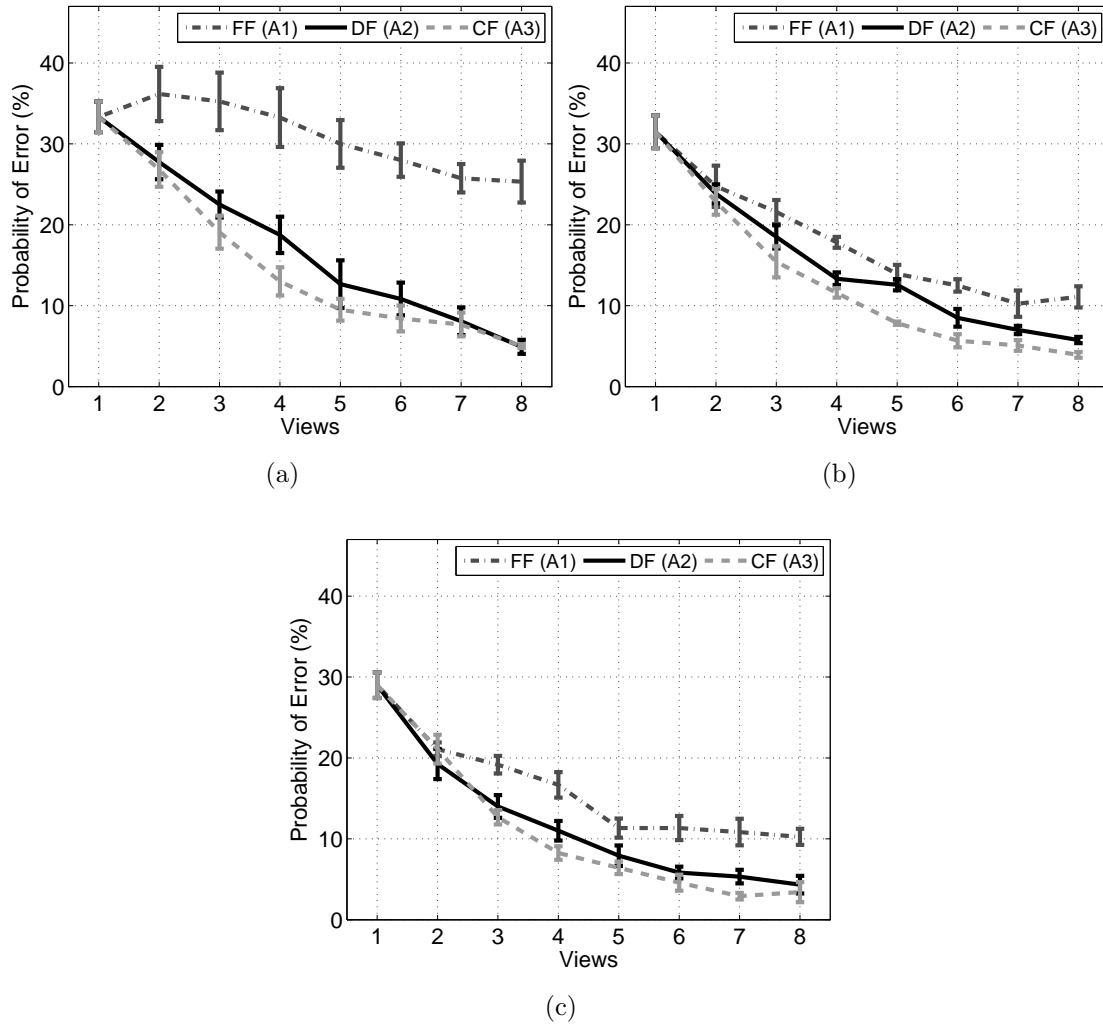 FF (A1) DF (A2) CF (A3)
Probability of Error (%)
40
30
20
10
0
1 2 3 4 5 6 7 8
Views
(a)
FF (A1) DF (A2) CF (A3)
Probability of Error (%)
40
30
20
10
0
1 2 3 4 5 6 7 8
Views
(b)
FF (A1) DF (A2) CF (A3)
Probability of Error (%)
40
30
20
10
0
1 2 3 4 5 6 7 8
Views
(c)